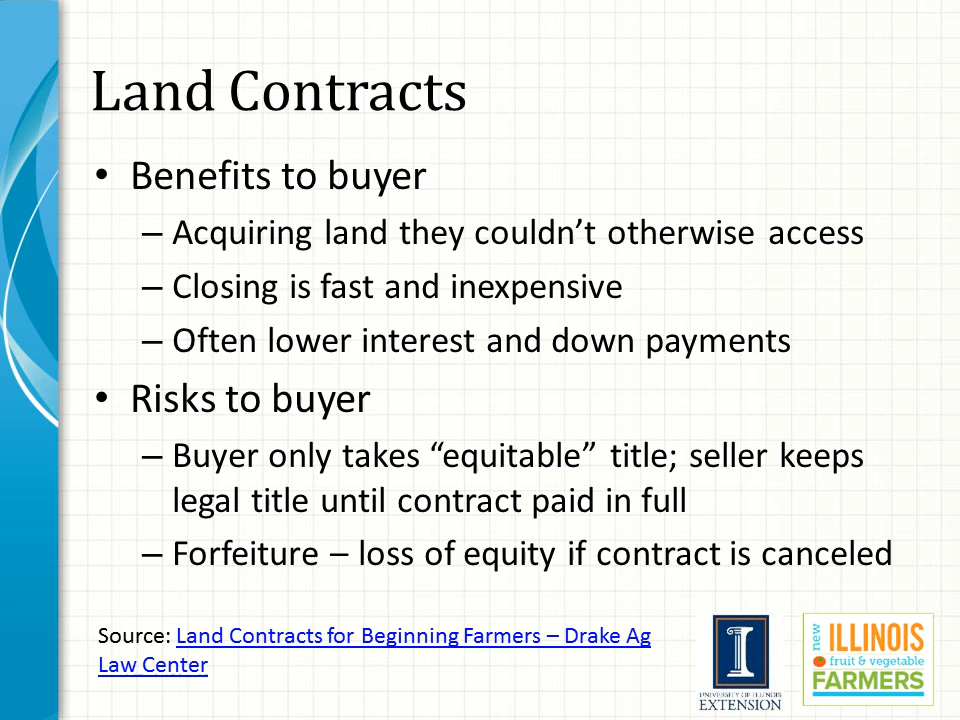 Land Contracts
• Benefits to buyer
– Acquiring land they couldn’t otherwise access
– Closing is fast and inexpensive
– Often lower interest and down payments
• Risks to buyer
– Buyer only takes “equitable” title; seller keeps
legal title until contract paid in full
– Forfeiture – loss of equity if contract is canceled
Source: Land Contracts for Beginning Farmers – Drake Ag
Law Center
I
UNIVERSITY OF ILLINOIS
EXTENSION
new
ILLINOIS
fruit & vegetable
FARMERS